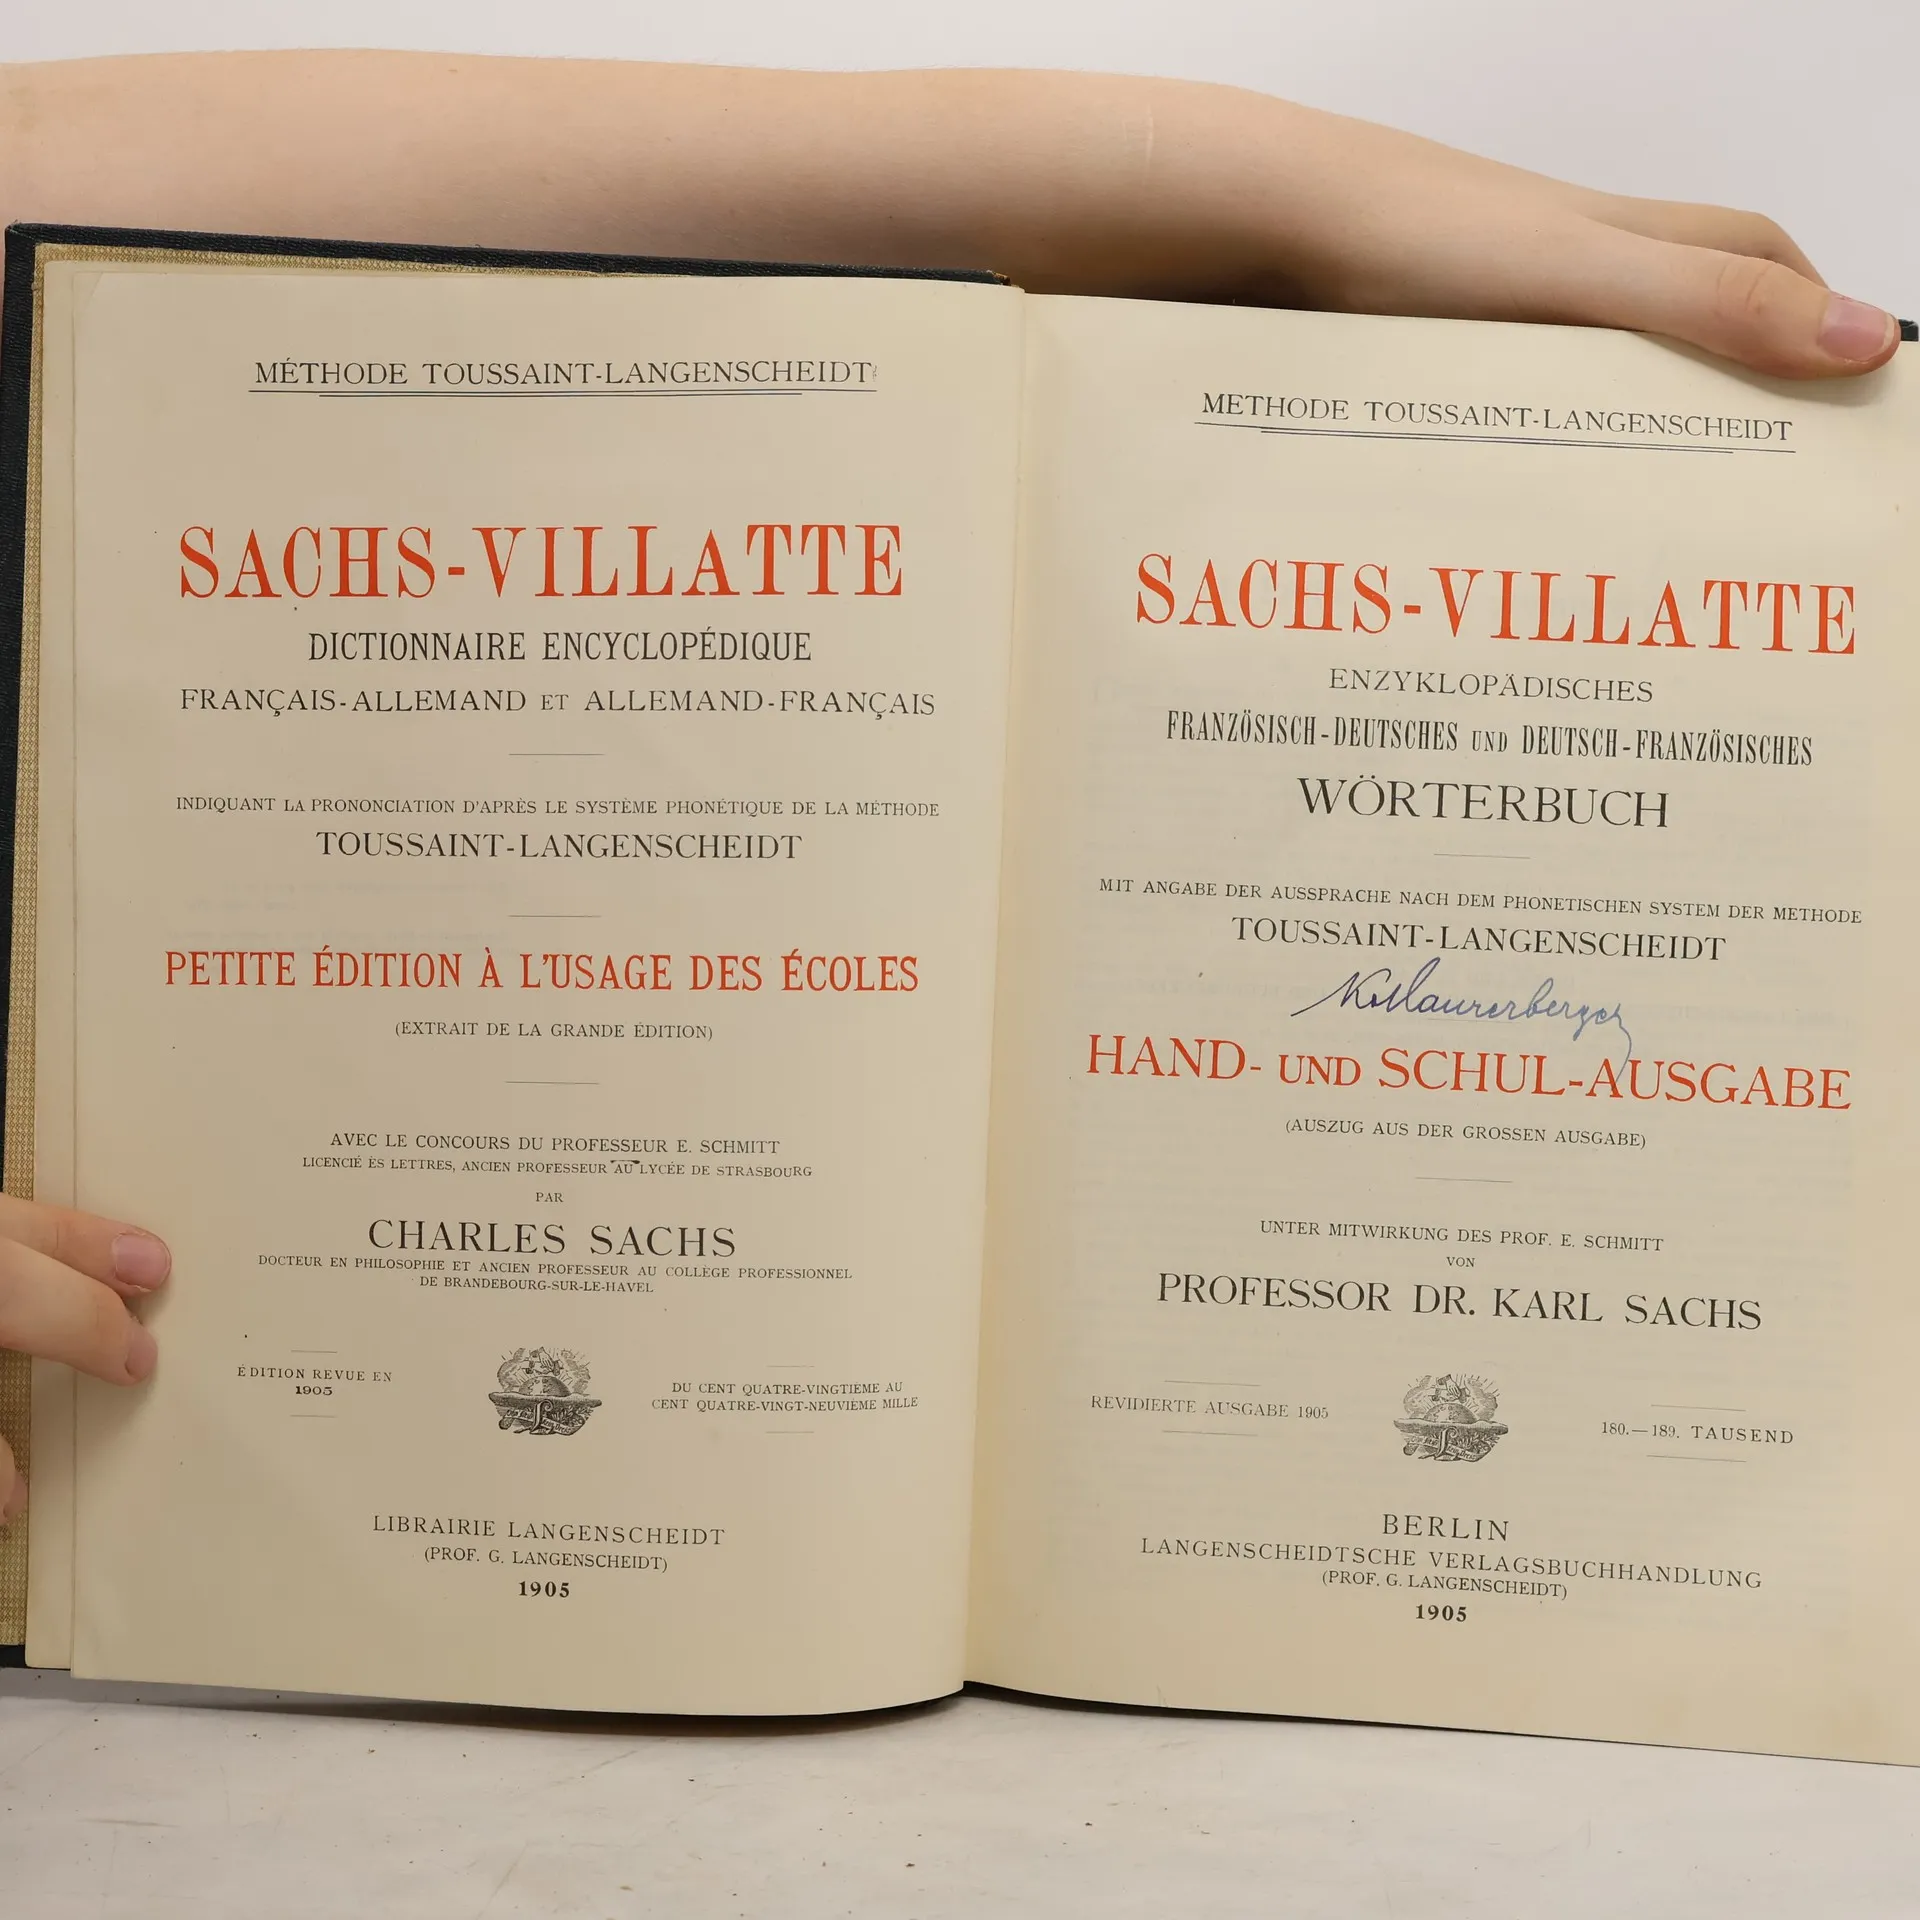 MÉTHODE TOUSSAINT-LANGENSCHEIDT
SACHS-VILLATTE
DICTIONNAIRE ENCYCLOPÉDIQUE
FRANÇAIS-ALLEMAND ET ALLEMAND-FRANÇAIS
INDIQUANT LA PRONONCIATION D'APRÈS LE SYSTÈME PHONÉTIQUE DE LA MÉTHODE
TOUSSAINT-LANGENSCHEIDT
PETITE ÉDITION À L'USAGE DES ÉCOLES
(EXTRAIT DE LA GRANDE ÉDITION)
AVEC LE CONCOURS DU PROFESSEUR E. SCHMITT
LICENCIÉ ÈS LETTRES, ANCIEN PROFESSEUR AU LYCÉE DE STRASBOURG
PAR
CHARLES SACHS
DOCTEUR EN PHILOSOPHIE ET ANCIEN PROFESSEUR AU COLLÈGE PROFESSIONNEL
DE BRANDEBOURG-SUR-LE-HAVEL
ÉDITION REVUE EN
1905
DU CENT QUATRE-VINGTIÈME AU
CENT QUATRE-VINGT-NEUVIÈME MILLE
LIBRAIRIE LANGENSCHEIDT
(PROF. G. LANGENSCHEIDT)
1905
METHODE TOUSSAINT-LANGENSCHEIDT
SACHS-VILLATTE
ENZYKLOPÄDISCHES
FRANZÖSISCH-DEUTSCHES UND DEUTSCH-FRANZÖSISCHES
WÖRTERBUCH
MIT ANGABE DER AUSSPRACHE NACH DEM PHONETISCHEN SYSTEM DER METHODE
TOUSSAINT-LANGENSCHEIDT
HAND- UND SCHUL-AUSGABE
(AUSZUG AUS DER GROSSEN AUSGABE)
UNTER MITWIRKUNG DES PROF. E. SCHMITT
VON
PROFESSOR DR. KARL SACHS
REVIDIERTE AUSGABE 1905
180.—189. TAUSEND
BERLIN
LANGENSCHEIDTSCHE VERLAGSBUCHHANDLUNG
(PROF. G. LANGENSCHEIDT)
1905